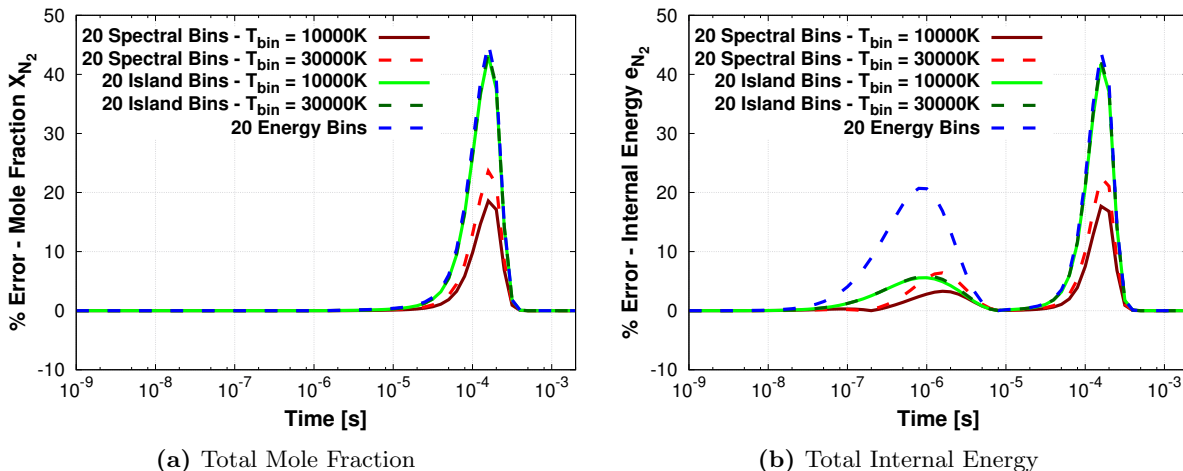 % Error - Mole Fraction X_N2
50
40
30
20
10
0
-10
20 Spectral Bins - T_bin = 10000K
20 Spectral Bins - T_bin = 30000K
20 Island Bins - T_bin = 10000K
20 Island Bins - T_bin = 30000K
20 Energy Bins
10^-9 10^-8 10^-7 10^-6 10^-5 10^-4 10^-3
Time [s]
(a) Total Mole Fraction
% Error - Internal Energy e_N2
50
40
30
20
10
0
-10
20 Spectral Bins - T_bin = 10000K
20 Spectral Bins - T_bin = 30000K
20 Island Bins - T_bin = 10000K
20 Island Bins - T_bin = 30000K
20 Energy Bins
10^-9 10^-8 10^-7 10^-6 10^-5 10^-4 10^-3
Time [s]
(b) Total Internal Energy